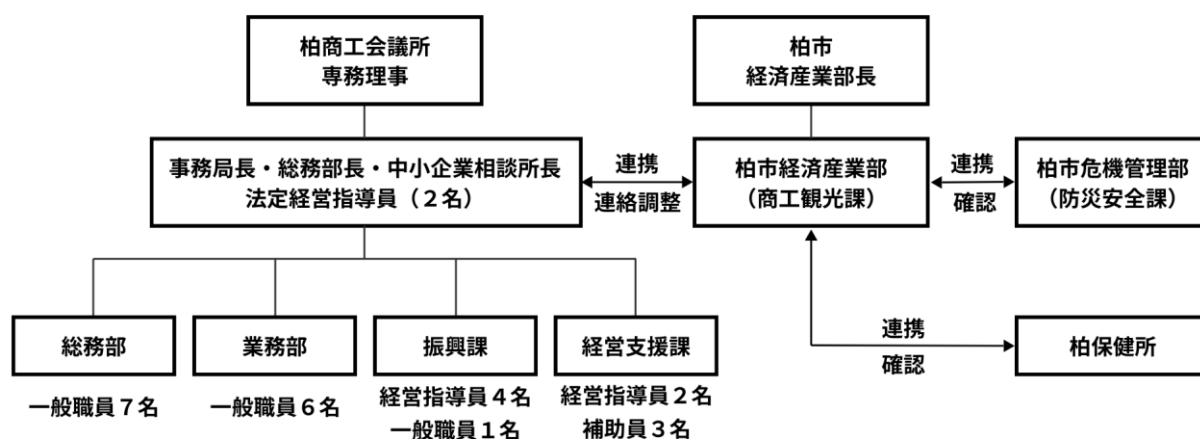 柏商工会議所
専務理事
柏市
経済産業部長
事務局長・総務部長・中小企業相談所長
法定経営指導員（２名）
連携
連絡調整
柏市経済産業部
（商工観光課）
連携
確認
柏市危機管理部
（防災安全課）
総務部
業務部
振興課
経営支援課
連携
確認
柏保健所
一般職員７名
一般職員６名
経営指導員４名
一般職員１名
経営指導員２名
補助員３名